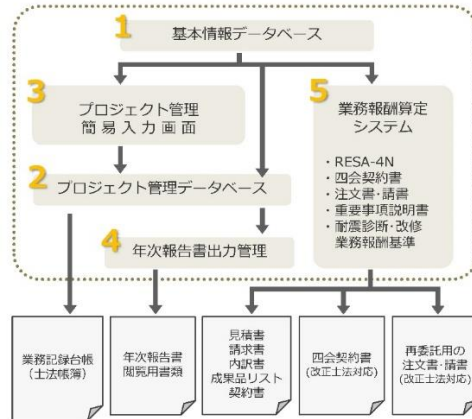 1 基本情報データベース
3 プロジェクト管理
簡易入力画面
5 業務報酬算定
システム
・RESA-4N
・四会契約書
・注文書・請書
・重要事項説明書
・耐震診断・改修
業務報酬基準
2 プロジェクト管理データベース
4 年次報告書出力管理
業務記録台帳
（士法帳簿）
年次報告書
閲覧用書類
見積書
請求書
内訳書
成果品リスト
契約書
四会契約書
（改正士法対応）
再委託用の
注文書・請書
（改正士法対応）